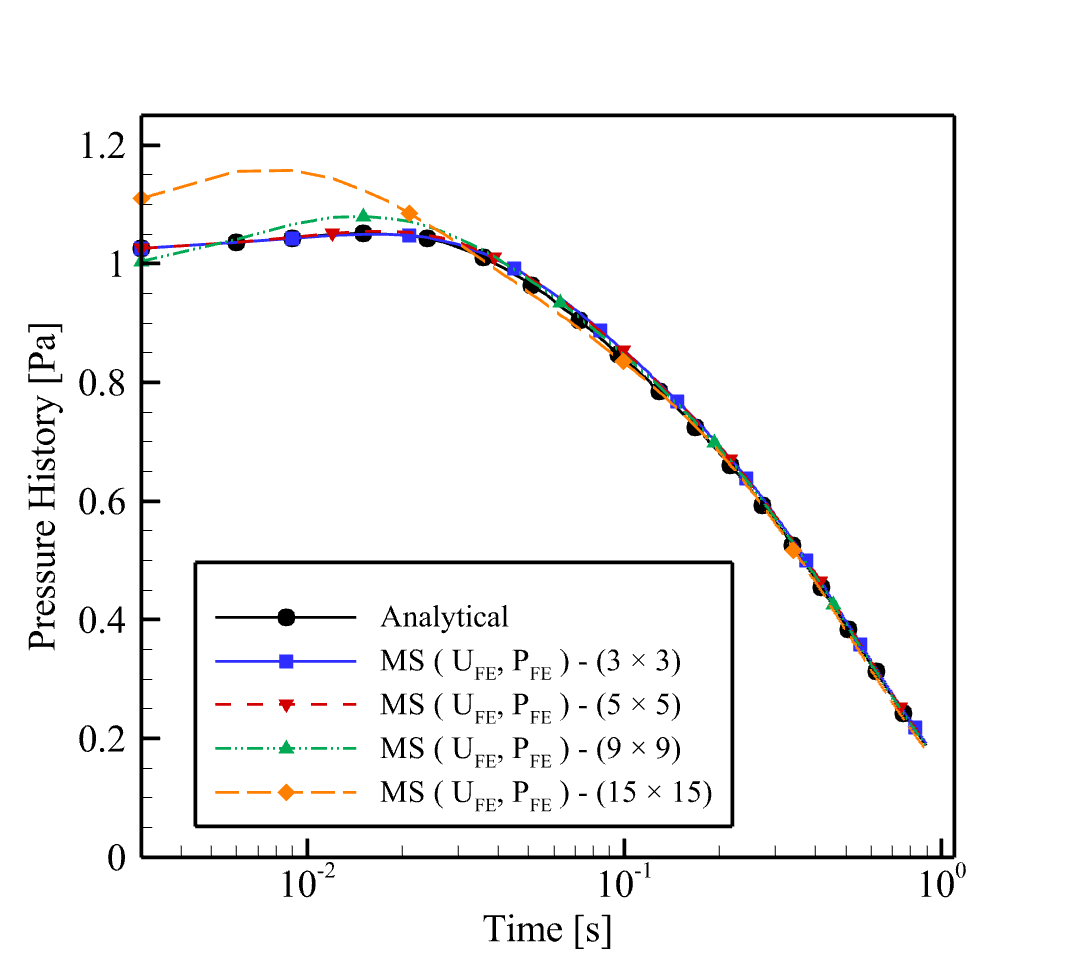 1.2
1
0.8
0.6
0.4
0.2
0
Pressure History [Pa]
Analytical
MS ( U_FE, P_FE ) - (3 × 3)
MS ( U_FE, P_FE ) - (5 × 5)
MS ( U_FE, P_FE ) - (9 × 9)
MS ( U_FE, P_FE ) - (15 × 15)
10^-2 10^-1 10^0
Time [s]